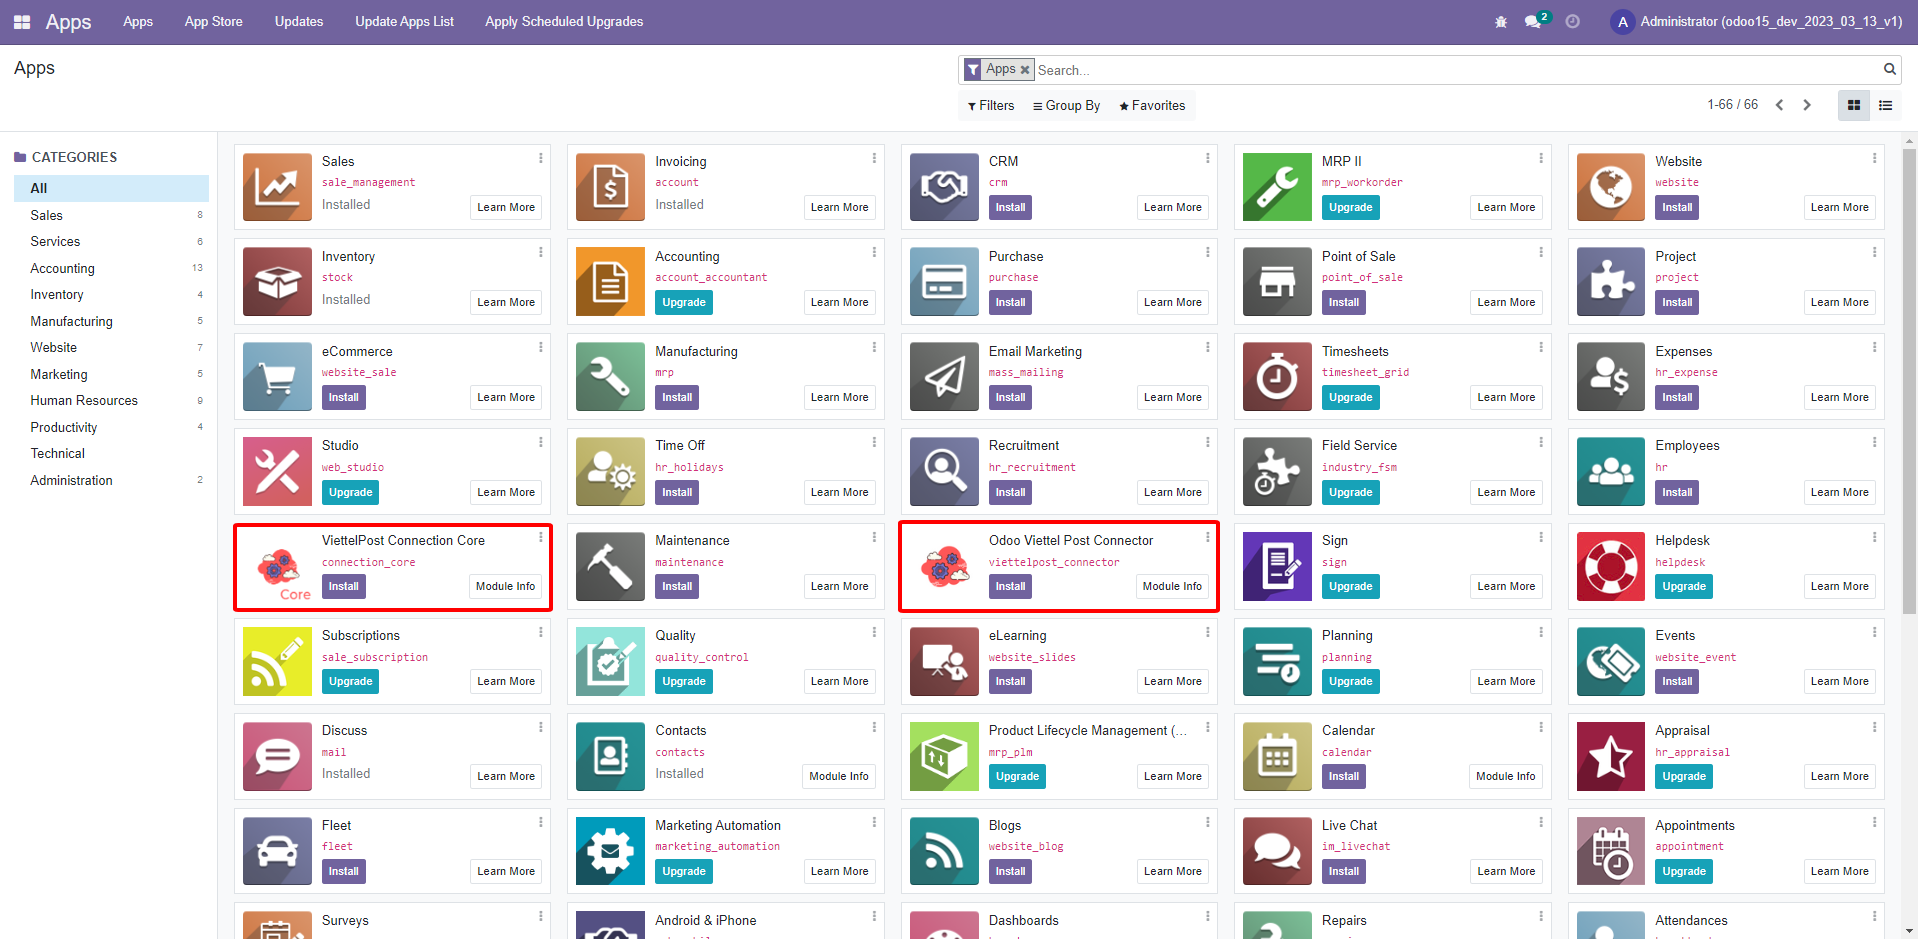 Apps
Apps
App Store
Updates
Update Apps List
Apply Scheduled Upgrades
2
A
Administrator (odoo15_dev_2023_03_13_v1)
Apps
Apps
Search...
Filters
Group By
Favorites
1-66 / 66
CATEGORIES
All
Sales 8
Services 6
Accounting 13
Inventory 4
Manufacturing 5
Website 7
Marketing 5
Human Resources 9
Productivity 4
Technical
Administration 2
Sales
sale_management
Installed
Learn More
Invoicing
account
Installed
Learn More
CRM
crm
Install
Learn More
MRP II
mrp_workorder
Upgrade
Learn More
Website
website
Install
Learn More
Inventory
stock
Installed
Learn More
Accounting
account_accountant
Upgrade
Learn More
Purchase
purchase
Install
Learn More
Point of Sale
point_of_sale
Install
Learn More
Project
project
Install
Learn More
eCommerce
website_sale
Install
Learn More
Manufacturing
mrp
Install
Learn More
Email Marketing
mass_mailing
Install
Learn More
Timesheets
timesheet_grid
Upgrade
Learn More
Expenses
hr_expense
Install
Learn More
Studio
web_studio
Upgrade
Learn More
Time Off
hr_holidays
Install
Learn More
Recruitment
hr_recruitment
Install
Learn More
Field Service
industry_fsm
Upgrade
Learn More
Employees
hr
Install
Learn More
Core
ViettelPost Connection Core
connection_core
Install
Module Info
Maintenance
maintenance
Install
Learn More
Odoo Viettel Post Connector
viettelpost_connector
Install
Module Info
Sign
sign
Upgrade
Learn More
Helpdesk
helpdesk
Upgrade
Learn More
Subscriptions
sale_subscription
Upgrade
Learn More
Quality
quality_control
Upgrade
Learn More
eLearning
website_slides
Install
Learn More
Planning
planning
Upgrade
Learn More
Events
website_event
Install
Learn More
Discuss
mail
Installed
Learn More
Contacts
contacts
Installed
Module Info
Product Lifecycle Management (...
mrp_plm
Upgrade
Learn More
Calendar
calendar
Install
Module Info
Appraisal
hr_appraisal
Upgrade
Learn More
Fleet
fleet
Install
Learn More
Marketing Automation
marketing_automation
Upgrade
Learn More
Blogs
website_blog
Install
Learn More
Live Chat
im_livechat
Install
Learn More
Appointments
appointment
Upgrade
Learn More
Surveys
Android & iPhone
Dashboards
Repairs
Attendances